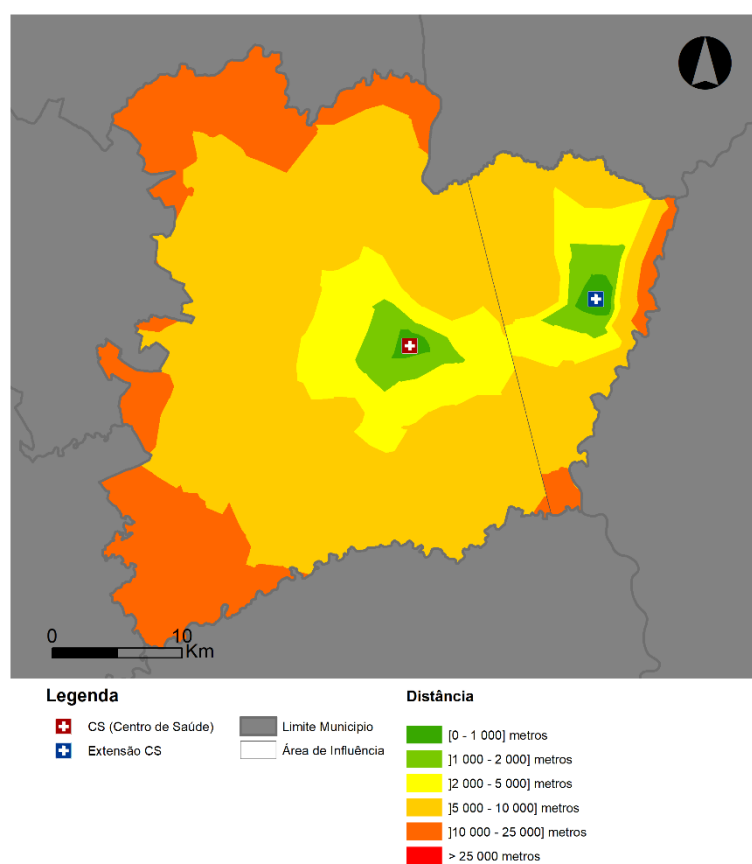 0 10
Km
Legenda
CS (Centro de Saúde)
Extensão CS
Limite Municipio
Área de Influência
Distância
[0 - 1 000] metros
]1 000 - 2 000] metros
]2 000 - 5 000] metros
]5 000 - 10 000] metros
]10 000 - 25 000] metros
> 25 000 metros